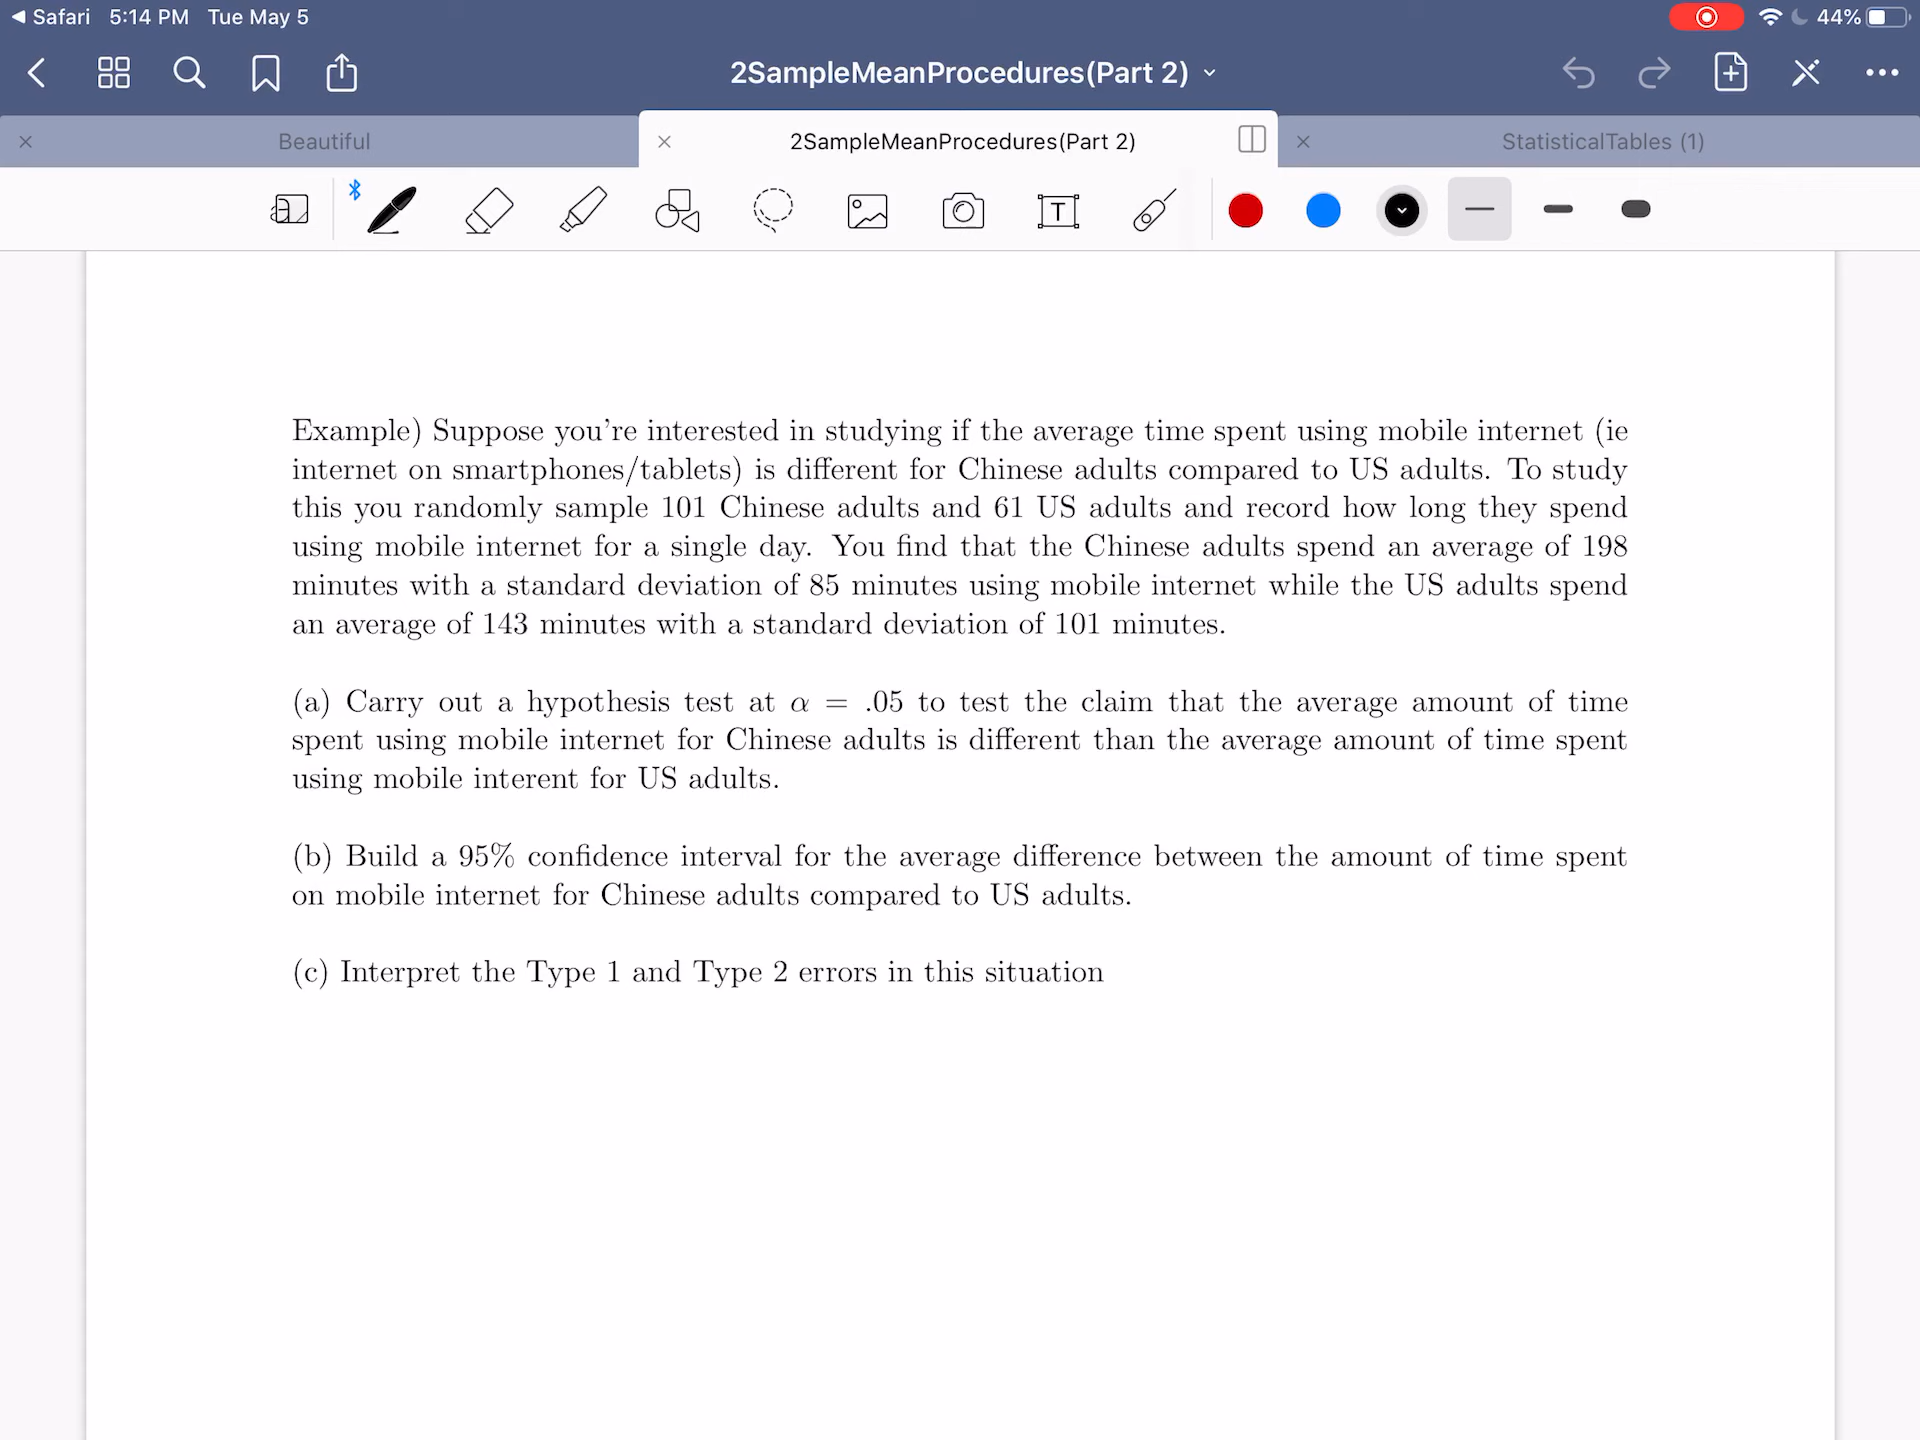 Safari 5:14 PM Tue May 5 44%
2SampleMeanProcedures(Part 2)
Beautiful 2SampleMeanProcedures(Part 2) StatisticalTables (1)
Example) Suppose you're interested in studying if the average time spent using mobile internet (ie
internet on smartphones/tablets) is different for Chinese adults compared to US adults. To study
this you randomly sample 101 Chinese adults and 61 US adults and record how long they spend
using mobile internet for a single day. You find that the Chinese adults spend an average of 198
minutes with a standard deviation of 85 minutes using mobile internet while the US adults spend
an average of 143 minutes with a standard deviation of 101 minutes.
(a) Carry out a hypothesis test at α = .05 to test the claim that the average amount of time
spent using mobile internet for Chinese adults is different than the average amount of time spent
using mobile interent for US adults.
(b) Build a 95% confidence interval for the average difference between the amount of time spent
on mobile internet for Chinese adults compared to US adults.
(c) Interpret the Type 1 and Type 2 errors in this situation